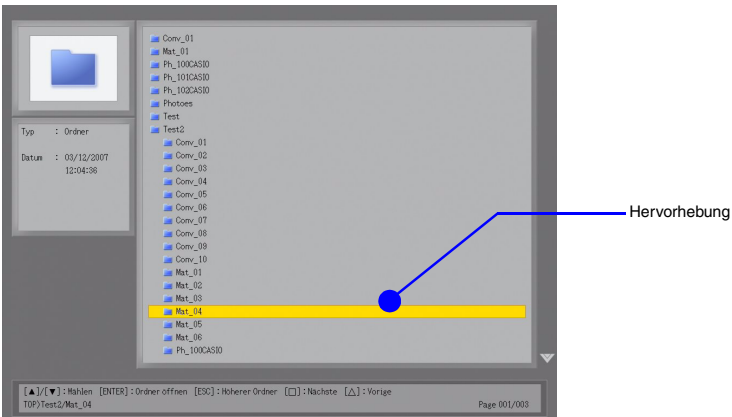 Conv_01
Mat_01
Ph_100CASIO
Ph_101CASIO
Ph_102CASIO
Photoes
Test
Test2
Conv_01
Conv_02
Conv_03
Conv_04
Conv_05
Conv_06
Conv_07
Conv_08
Conv_09
Conv_10
Mat_01
Mat_02
Mat_03
Mat_04
Mat_05
Mat_06
Ph_100CASIO
Typ : Ordner
Datum : 03/12/2007
12:04:36
Hervorhebung
[▲]/[▼]:Wählen [ENTER]:Ordner öffnen [ESC]:Höherer Ordner [□]:Nächste [△]:Vorige
TOP>Test2/Mat_04 Page 001/003